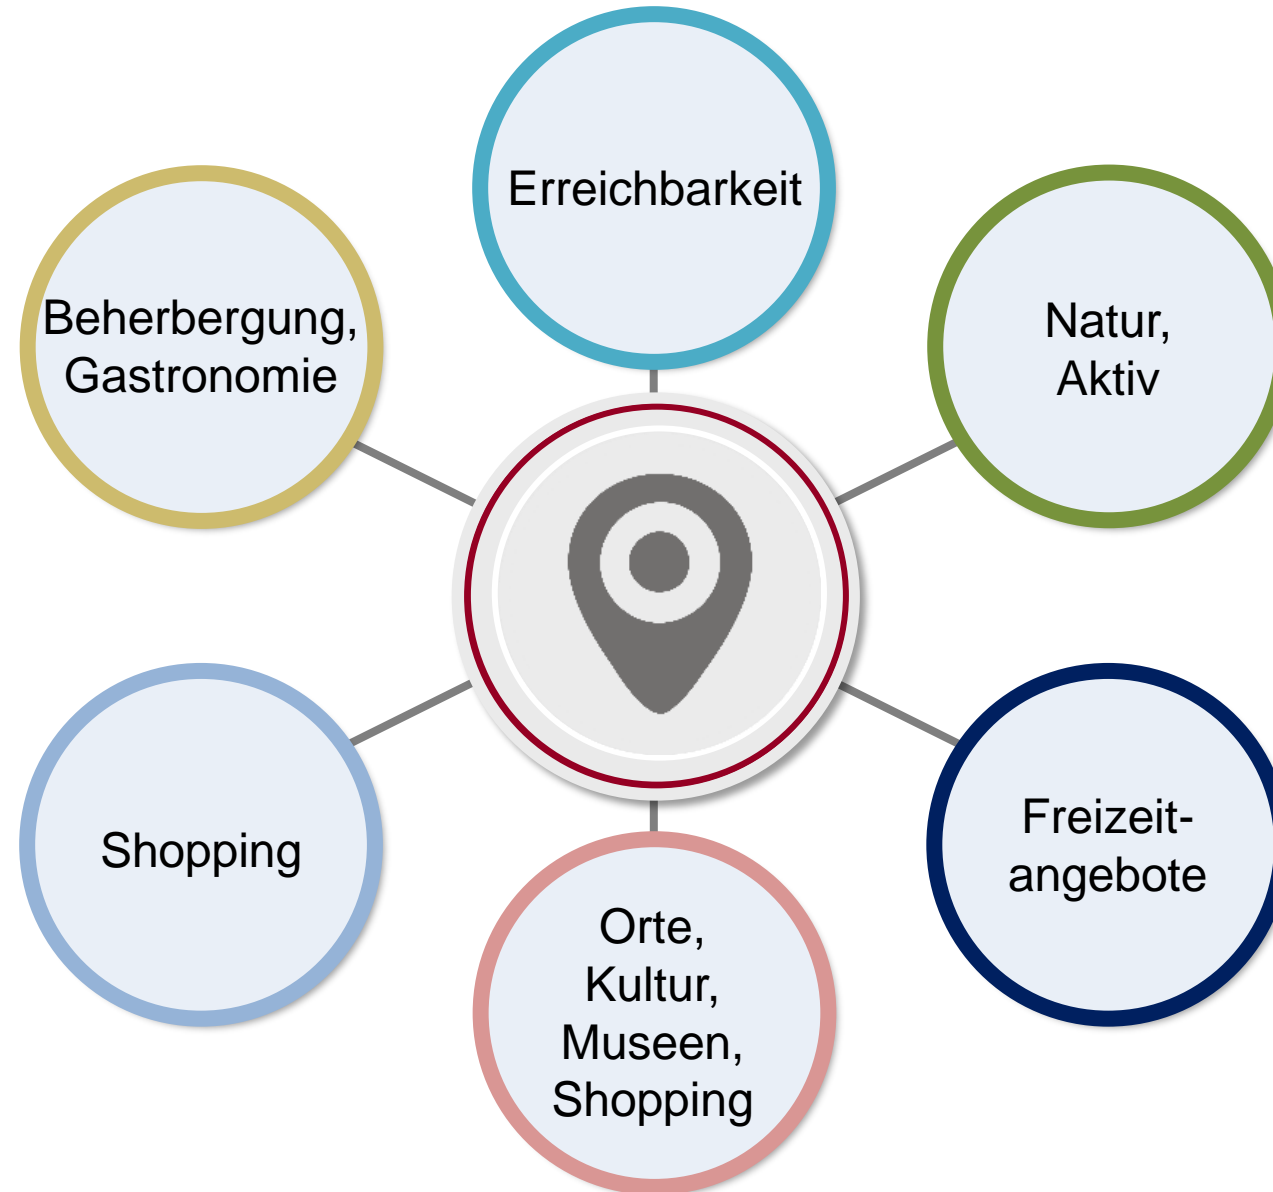 Erreichbarkeit
Beherbergung,
Gastronomie
Natur,
Aktiv
Shopping
Freizeit-
angebote
Orte,
Kultur,
Museen,
Shopping